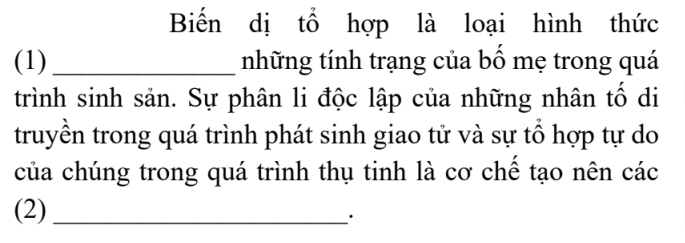 Biến dị tổ hợp là loại hình thức
(1) _______________ những tính trạng của bố mẹ trong quá
trình sinh sản. Sự phân li độc lập của những nhân tố di
truyền trong quá trình phát sinh giao tử và sự tổ hợp tự do
của chúng trong quá trình thụ tinh là cơ chế tạo nên các
(2) ________________________.